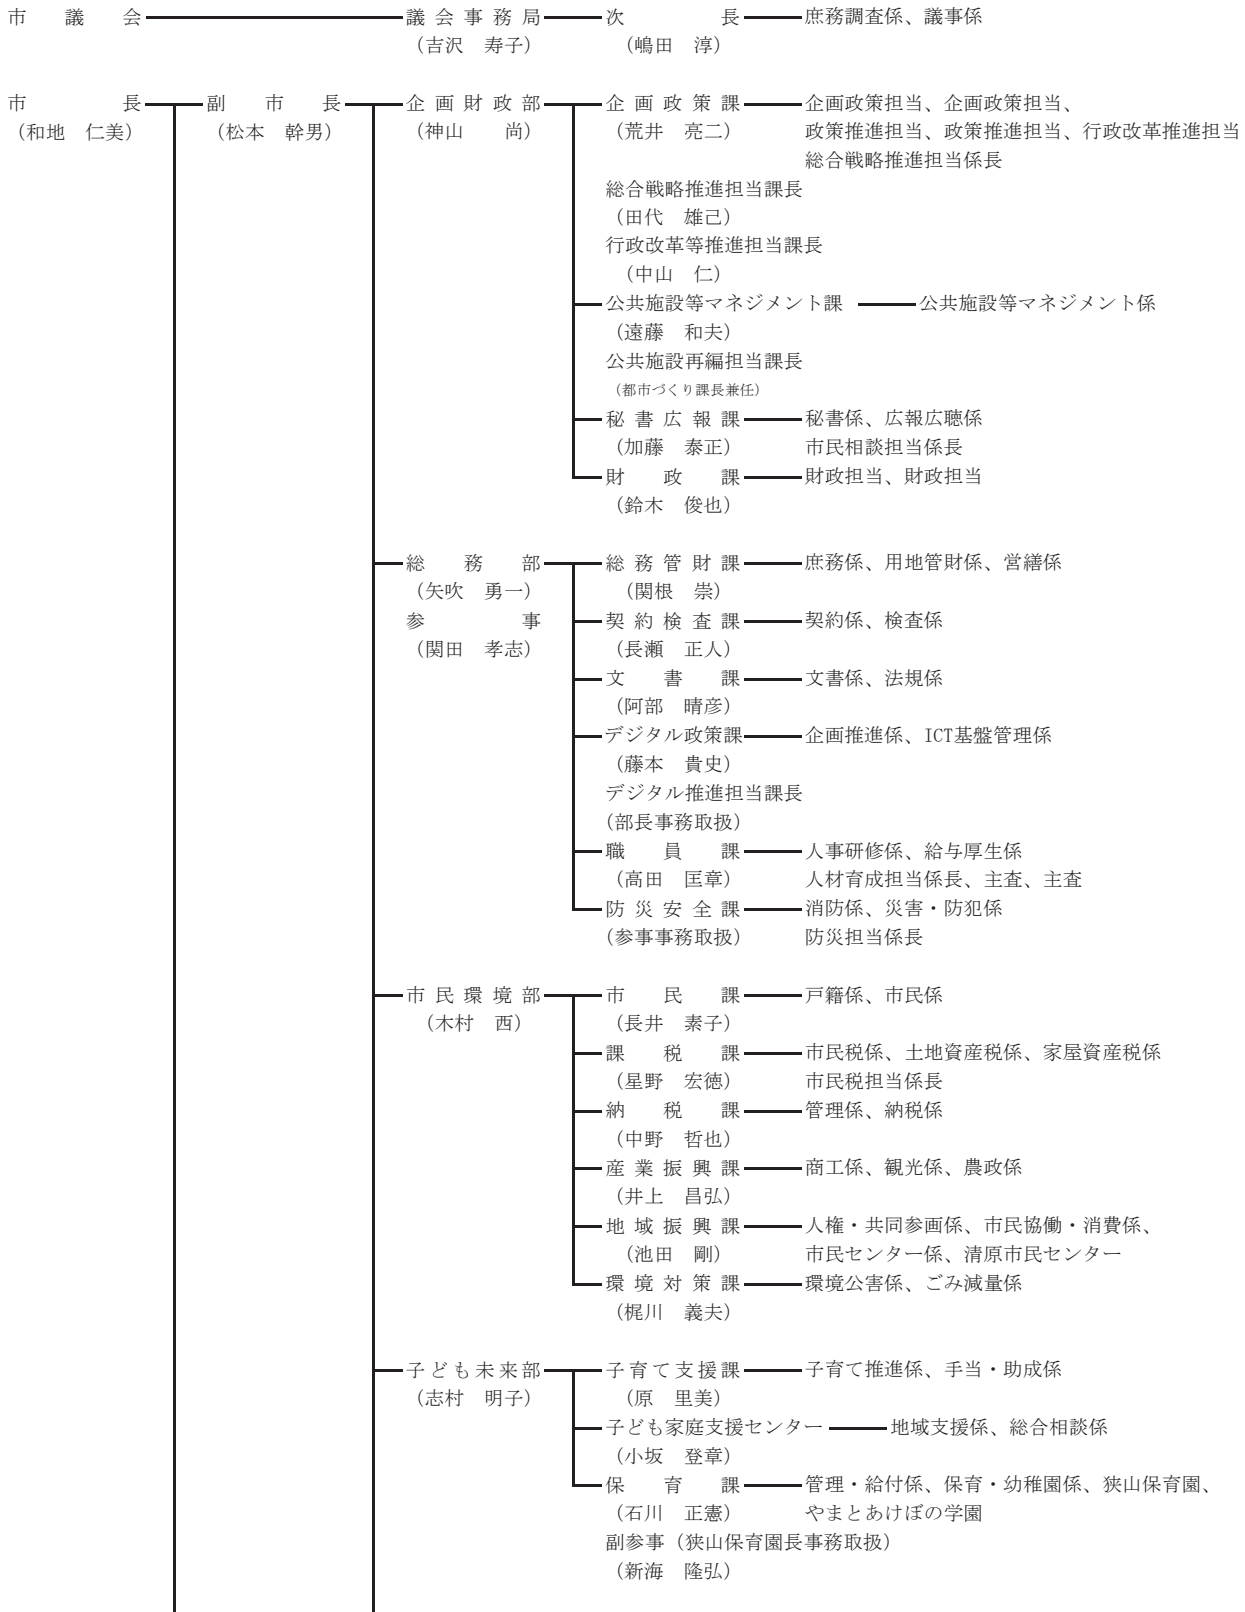 市議会 議会事務局 次長 庶務調査係、議事係
（吉沢　寿子） （嶋田　淳）
市長 副市長 企画財政部 企画政策課 企画政策担当、企画政策担当、
（和地　仁美） （松本　幹男） （神山　尚） （荒井　亮二） 政策推進担当、政策推進担当、行政改革推進担当
総合戦略推進担当係長
総合戦略推進担当課長
（田代　雄己）
行政改革等推進担当課長
（中山　仁）
公共施設等マネジメント課 公共施設等マネジメント係
（遠藤　和夫）
公共施設再編担当課長
（都市づくり課長兼任）
秘書広報課 秘書係、広報広聴係
（加藤　泰正） 市民相談担当係長
財政課 財政担当、財政担当
（鈴木　俊也）
総務部 総務管財課 庶務係、用地管財係、営繕係
（矢吹　勇一） （関根　崇）
参事 契約検査課 契約係、検査係
（関田　孝志） （長瀬　正人）
文書課 文書係、法規係
（阿部　晴彦）
デジタル政策課 企画推進係、ICT基盤管理係
（藤本　貴史）
デジタル推進担当課長
（部長事務取扱）
職員課 人事研修係、給与厚生係
（高田　匡章） 人材育成担当係長、主査、主査
防災安全課 消防係、災害・防犯係
（参事事務取扱） 防災担当係長
市民環境部 市民課 戸籍係、市民係
（木村　西） （長井　素子）
課税課 市民税係、土地資産税係、家屋資産税係
（星野　宏徳） 市民税担当係長
納税課 管理係、納税係
（中野　哲也）
産業振興課 商工係、観光係、農政係
（井上　昌弘）
地域振興課 人権・共同参画係、市民協働・消費係、
（池田　剛） 市民センター係、清原市民センター
環境対策課 環境公害係、ごみ減量係
（梶川　義夫）
子ども未来部 子育て支援課 子育て推進係、手当・助成係
（志村　明子） （原　里美）
子ども家庭支援センター 地域支援係、総合相談係
（小坂　登章）
保育課 管理・給付係、保育・幼稚園係、狭山保育園、
（石川　正憲） やまとあけぼの学園
副参事（狭山保育園長事務取扱）
（新海　隆弘）